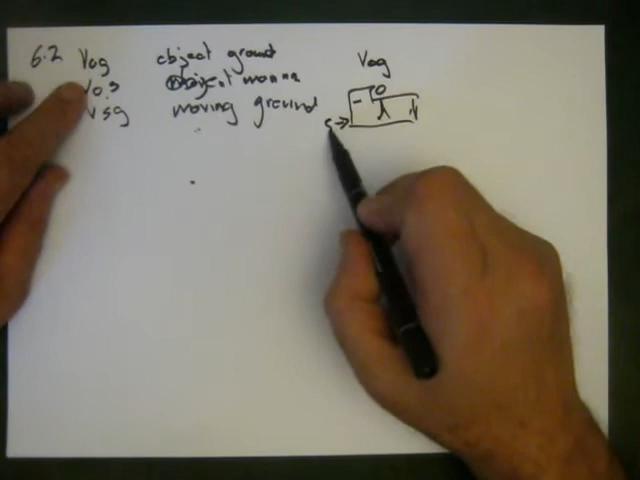 6.2 Vog object ground
Vos object moving
Vsg moving ground
Vog